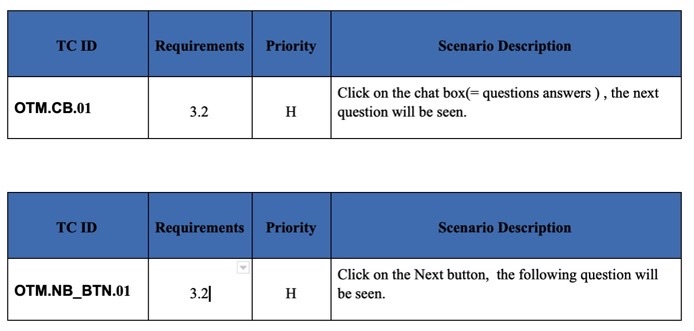 TC ID Requirements Priority Scenario Description
OTM.CB.01 3.2 H Click on the chat box(= questions answers ) , the next
question will be seen.
TC ID Requirements Priority Scenario Description
OTM.NB_BTN.01 3.2 H Click on the Next button, the following question will
be seen.